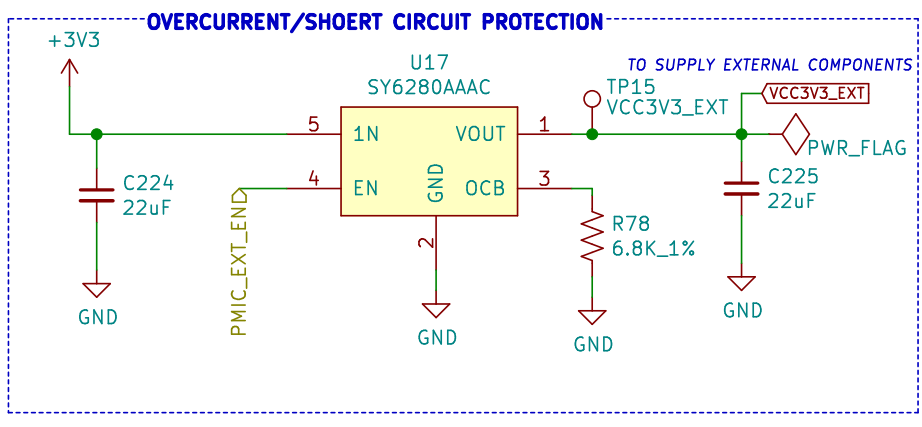 OVERCURRENT/SHOERT CIRCUIT PROTECTION
+3V3
U17
SY6280AAAC
TO SUPPLY EXTERNAL COMPONENTS
TP15
VCC3V3_EXT
VCC3V3_EXT
5
1N
VOUT
1
PWR_FLAG
4
EN
GND
OCB
3
C224
22uF
C225
22uF
PMIC_EXT_END
2
R78
6.8K_1%
GND
GND
GND
GND